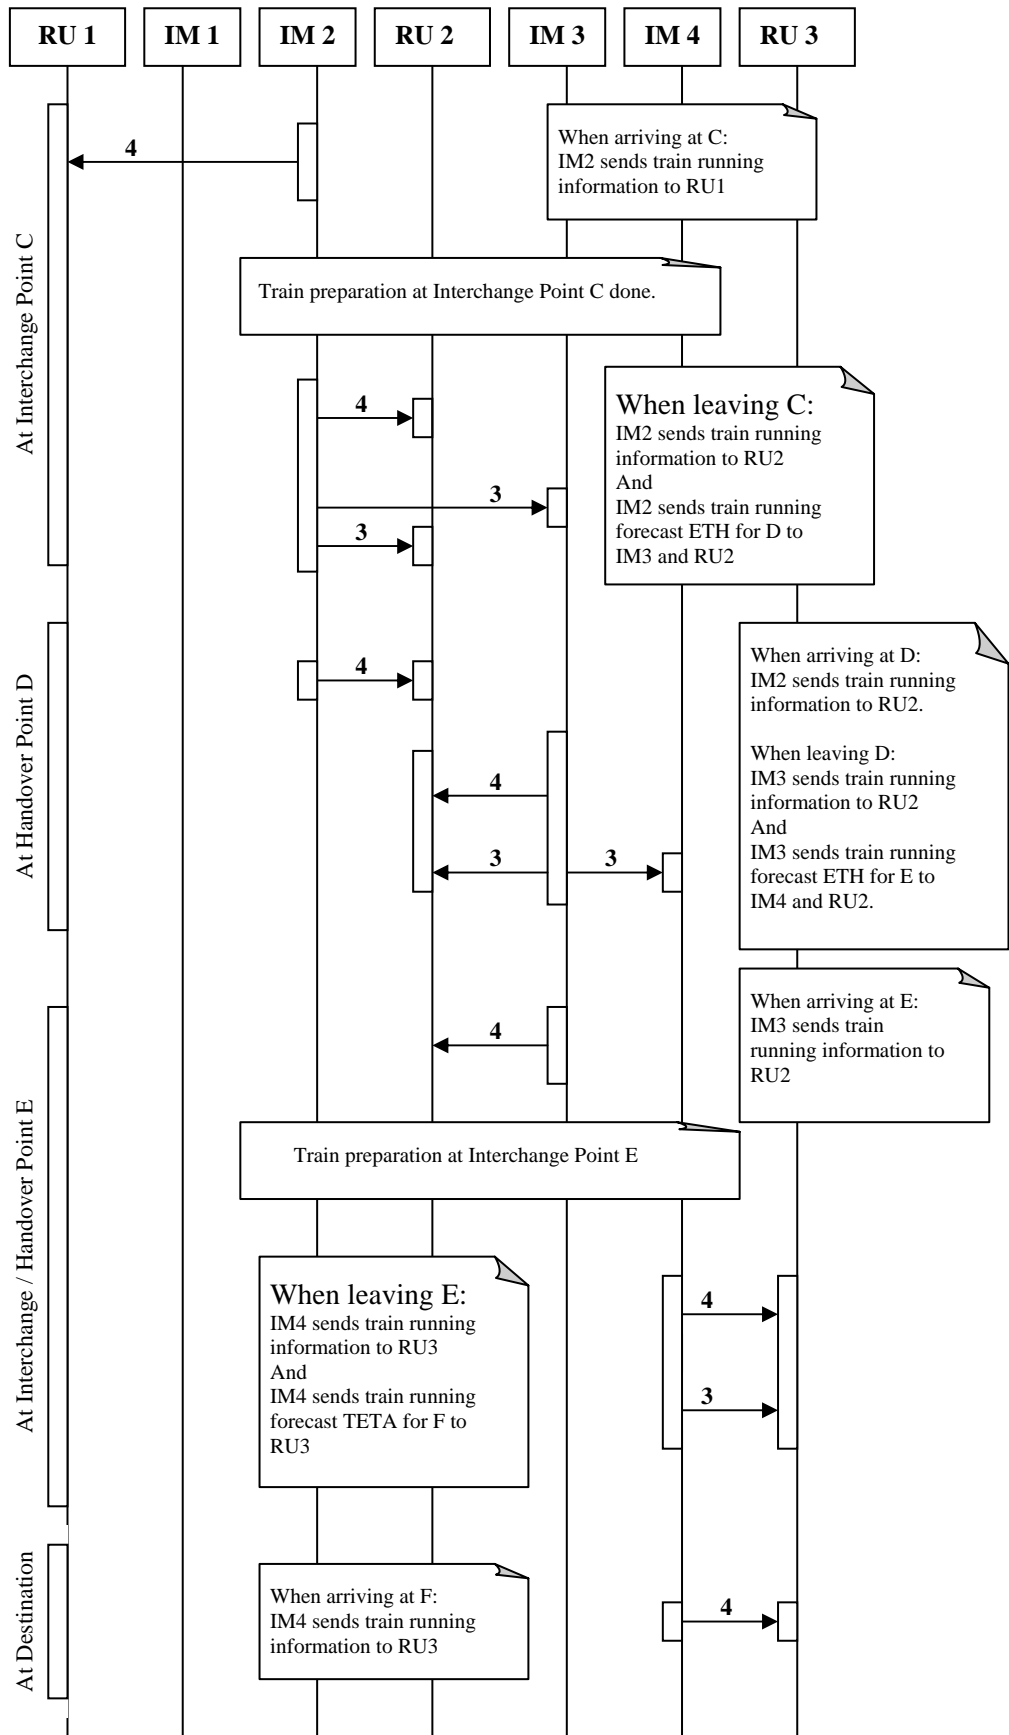 RU 1
IM 1
IM 2
RU 2
IM 3
IM 4
RU 3
At Interchange Point C
4
When arriving at C:
IM2 sends train running
information to RU1
Train preparation at Interchange Point C done.
4
3
3
When leaving C:
IM2 sends train running
information to RU2
And
IM2 sends train running
forecast ETH for D to
IM3 and RU2
At Handover Point D
4
4
3
3
When arriving at D:
IM2 sends train running
information to RU2.
When leaving D:
IM3 sends train running
information to RU2
And
IM3 sends train running
forecast ETH for E to
IM4 and RU2.
At Interchange / Handover Point E
4
When arriving at E:
IM3 sends train
running information to
RU2
Train preparation at Interchange Point E
When leaving E:
IM4 sends train running
information to RU3
And
IM4 sends train running
forecast TETA for F to
RU3
4
3
At Destination
When arriving at F:
IM4 sends train running
information to RU3
4